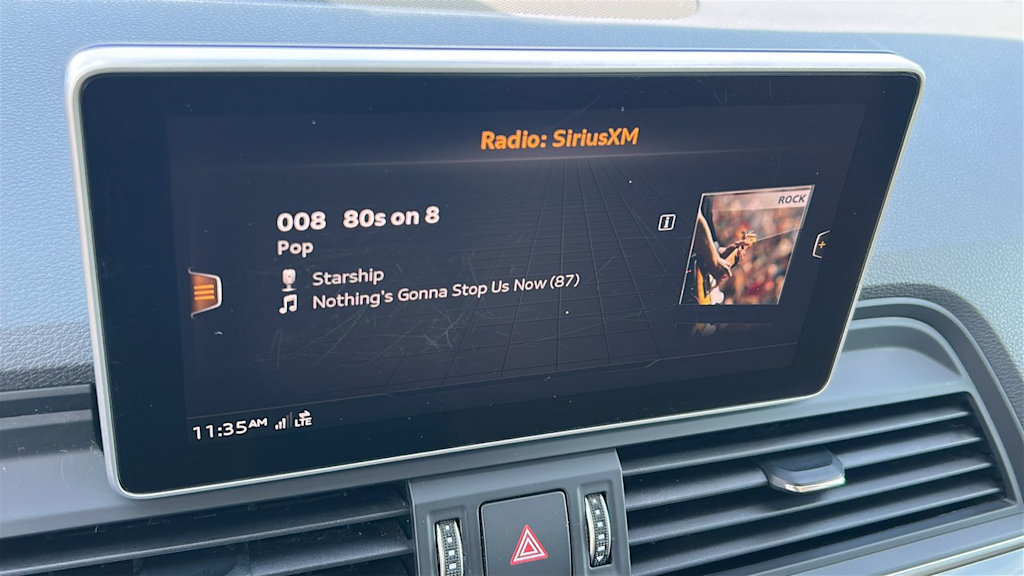 Radio: SiriusXM
ROCK
008 80s on 8
Pop
Starship
Nothing's Gonna Stop Us Now (87)
11:35AM LTE